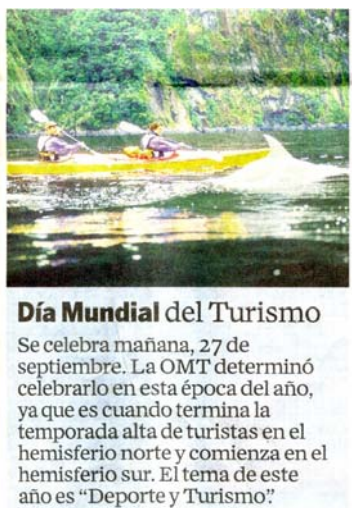 Día Mundial del Turismo
Se celebra mañana, 27 de
septiembre. La OMT determinó
celebrarlo en esta época del año,
ya que es cuando termina la
temporada alta de turistas en el
hemisferio norte y comienza en el
hemisferio sur. El tema de este
año es “Deporte y Turismo”.